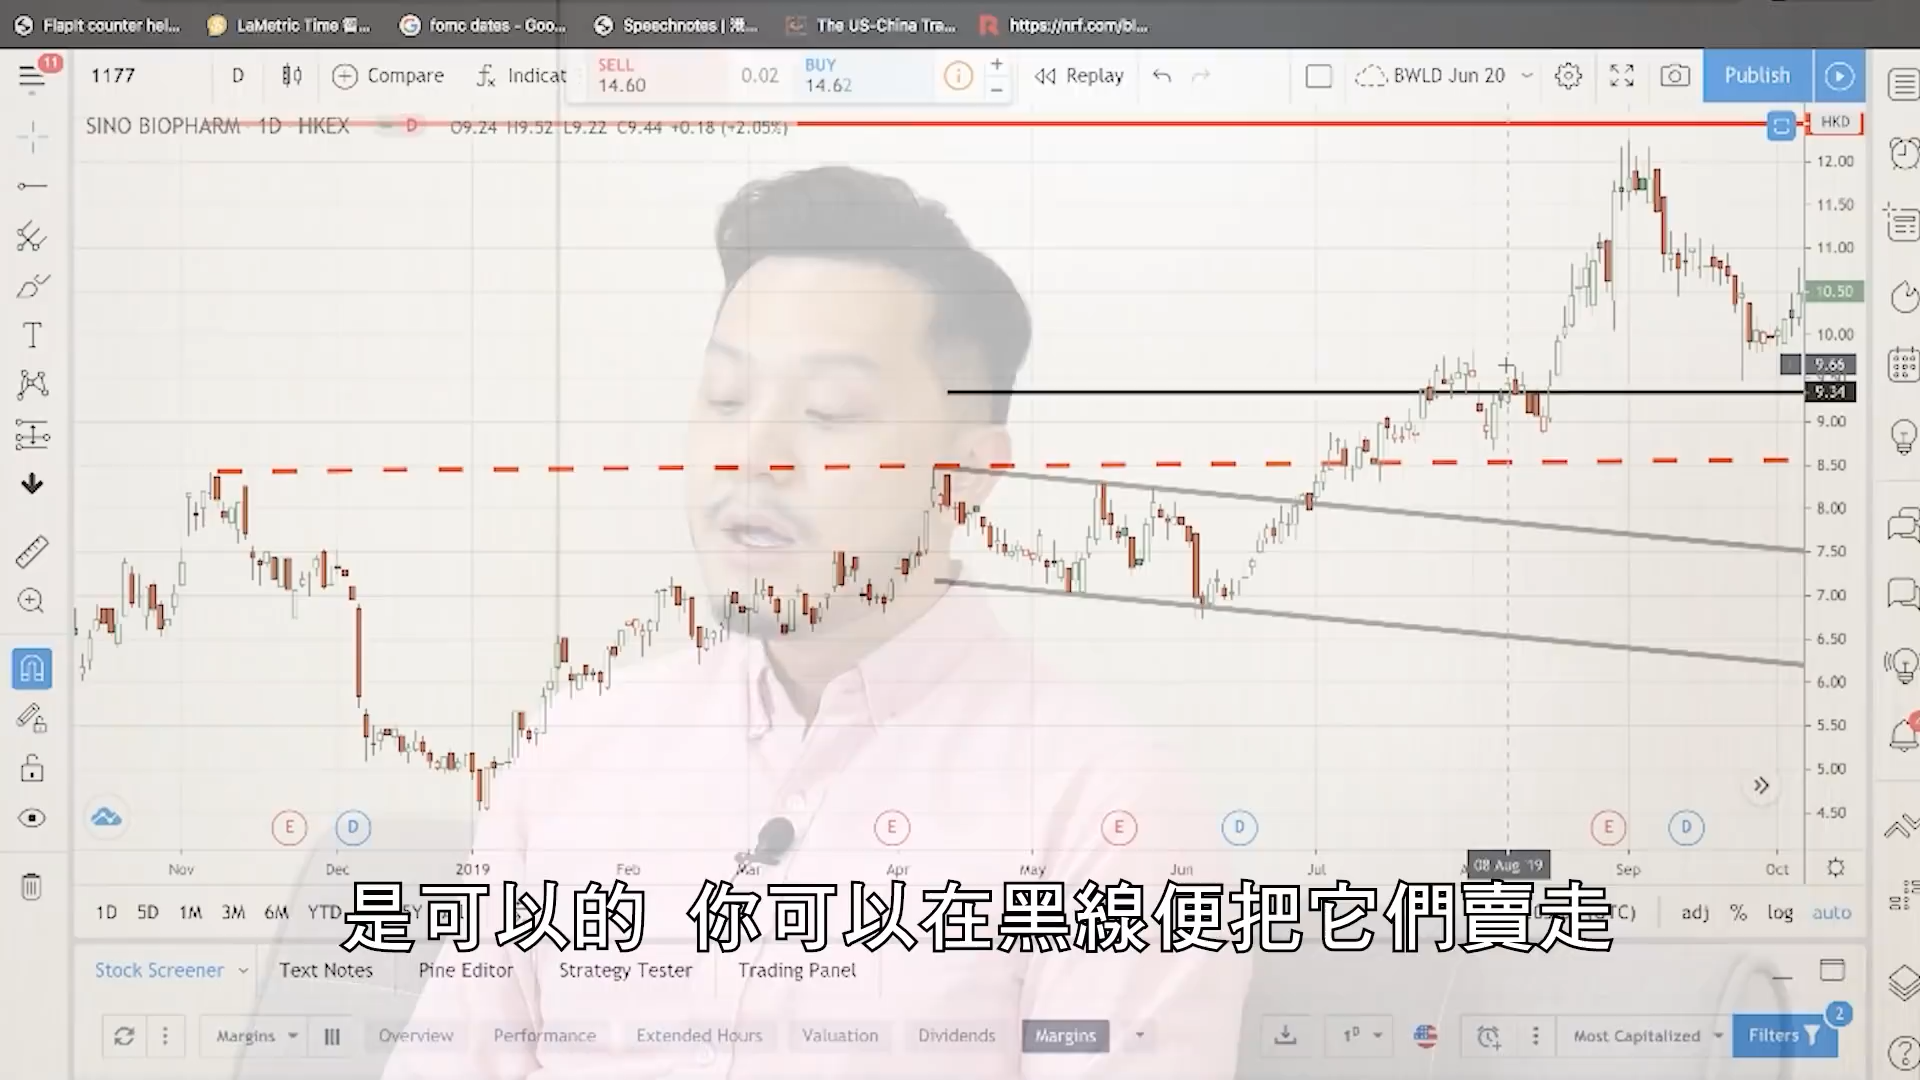 Flapit counter hel... LaMetric Time 智... fomc dates - Goo... Speechnotes | 港... The US-China Tra... https://nrf.com/bl...
11
1177 D Compare Indicat SELL 14.60 0.02 BUY 14.62 Replay BWLD Jun 20 Publish
SINO BIOPHARM · 1D · HKEX D O9.24 H9.52 L9.22 C9.44 +0.18 (+2.05%) HKD
12.00
11.50
11.00
10.50
10.00
9.66
9.34
9.00
8.50
8.00
7.50
7.00
6.50
6.00
5.50
5.00
4.50
E D E E D E D
Nov Dec 2019 Feb Mar Apr May Jun Jul 08 Aug '19 Sep Oct
1D 5D 1M 3M 6M YTD adj % log auto
是可以的 你可以在黑線便把它們賣走
Stock Screener Text Notes Pine Editor Strategy Tester Trading Panel
Margins Overview Performance Extended Hours Valuation Dividends Margins 1D Most Capitalized Filters 2